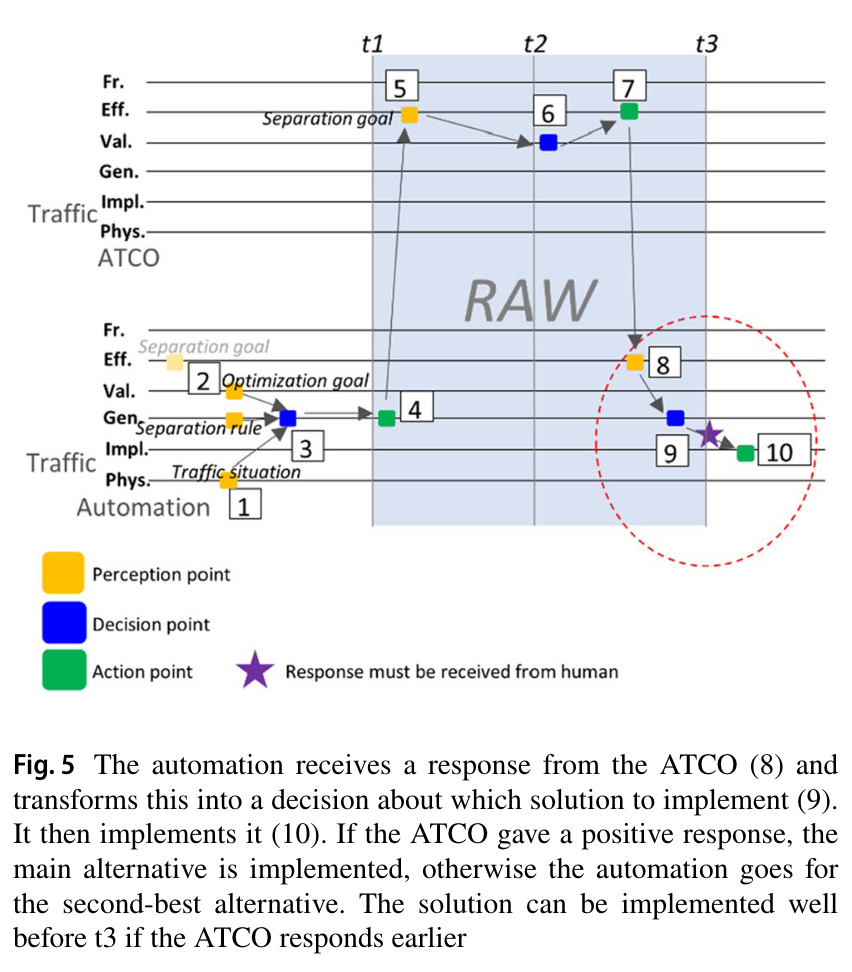 t1 t2 t3
Fr.
5 7
Eff.
Separation goal
6
Val.
Gen.
Impl.
Traffic
Phys.
ATCO
RAW
Fr.
Separation goal
Eff.
8
2 Optimization goal
Val.
4
Gen.
Separation rule
3
Impl.
9 10
Traffic
Traffic situation
Phys.
Automation
1
Perception point
Decision point
Action point
Response must be received from human
Fig. 5 The automation receives a response from the ATCO (8) and
transforms this into a decision about which solution to implement (9).
It then implements it (10). If the ATCO gave a positive response, the
main alternative is implemented, otherwise the automation goes for
the second-best alternative. The solution can be implemented well
before t3 if the ATCO responds earlier